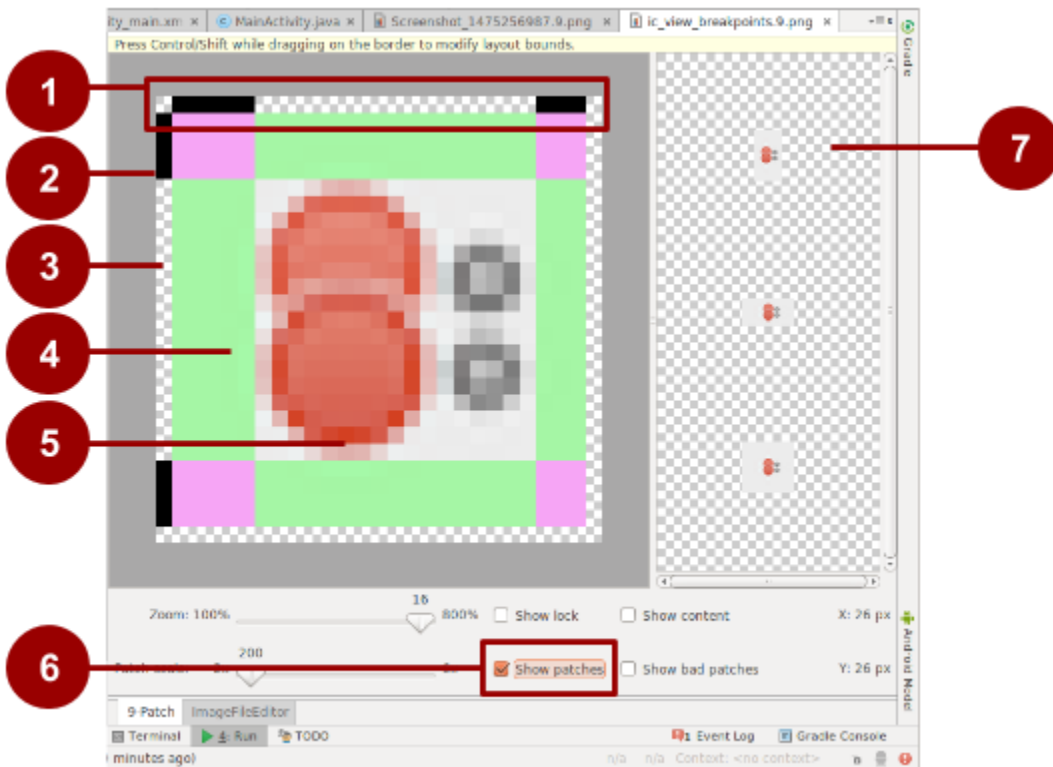 ity_main.xm × MainActivity.java × Screenshot_1475256987.9.png × ic_view_breakpoints.9.png ×
Press Control/Shift while dragging on the border to modify layout bounds.
Gradle
1
2
3
4
5
7
16
Zoom: 100% 800% Show lock Show content X: 26 px
6
200
Show patches Show bad patches Y: 26 px
Android Model
9-Patch ImageFileEditor
Terminal 4: Run TODO 1 Event Log Gradle Console
minutes ago) n/a n/a Context: <no context>